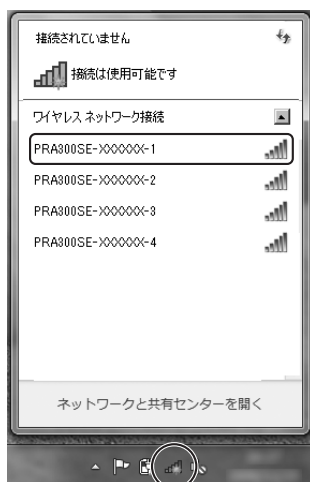 接続されていません
接続は使用可能です
ワイヤレス ネットワーク接続
PRA300SE-XXXXXX-1
PRA300SE-XXXXXX-2
PRA300SE-XXXXXX-3
PRA300SE-XXXXXX-4
ネットワークと共有センターを開く